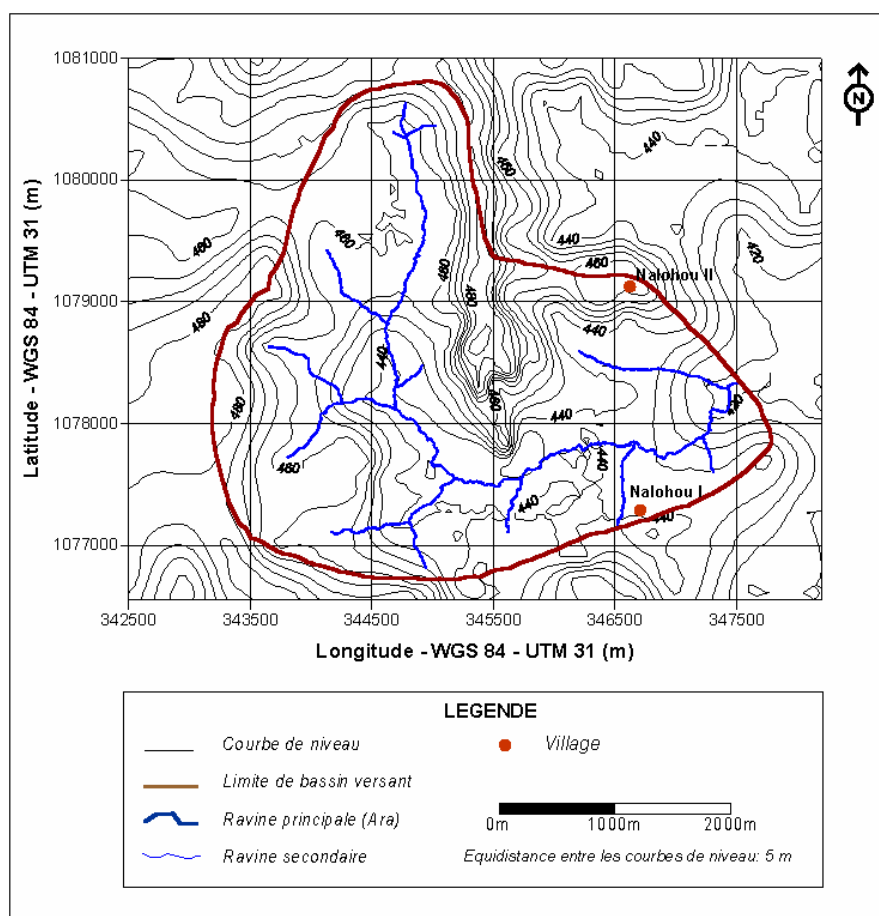 1081000
1080000
1079000
1078000
1077000
Latitude - WGS 84 - UTM 31 (m)
N
440
460
460
460
440
420
460
Nalohou II
480
480
480
440
440
440
480
460
440
420
460
440
440
Nalohou I
440
342500 343500 344500 345500 346500 347500
Longitude - WGS 84 - UTM 31 (m)
LEGENDE
Courbe de niveau
Village
Limite de bassin versant
Ravine principale (Ara)
0m 1000m 2000m
Ravine secondaire
Equidistance entre les courbes de niveau: 5 m